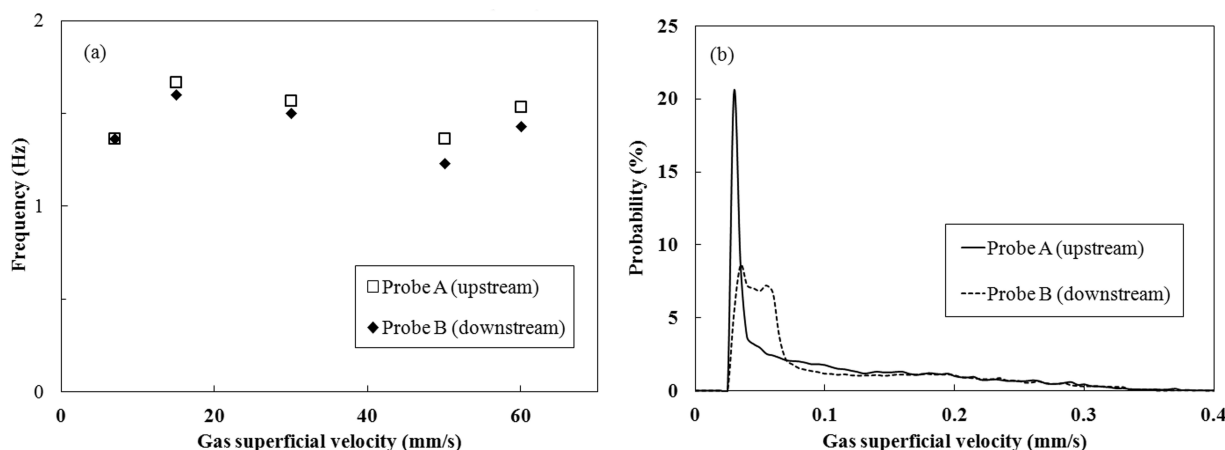 (a)
Frequency (Hz)
2
1
0
0
20
40
60
Gas superficial velocity (mm/s)
Probe A (upstream)
Probe B (downstream)
(b)
Probability (%)
25
20
15
10
5
0
0
0.1
0.2
0.3
0.4
Gas superficial velocity (mm/s)
Probe A (upstream)
Probe B (downstream)